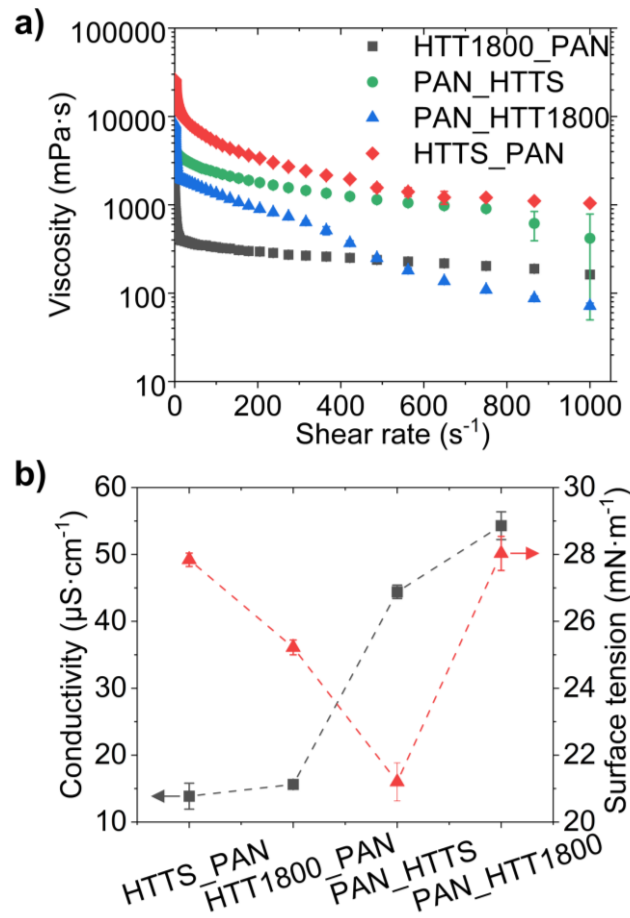 a)
100000
10000
1000
100
10
Viscosity (mPa·s)
HTT1800_PAN
PAN_HTTS
PAN_HTT1800
HTTS_PAN
0 200 400 600 800 1000
Shear rate (s⁻¹)
b)
60
50
40
30
20
10
Conductivity (μS·cm⁻¹)
30
28
26
24
22
20
Surface tension (mN·m⁻¹)
HTTS_PAN
HTT1800_PAN
PAN_HTTS
PAN_HTT1800